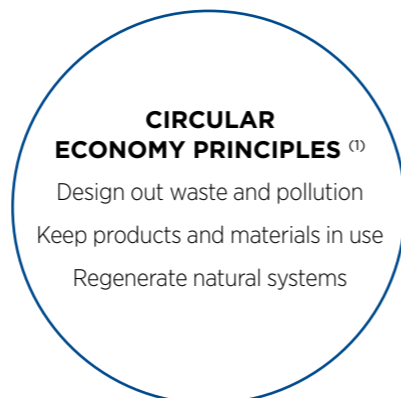 CIRCULAR
ECONOMY PRINCIPLES (1)
Design out waste and pollution
Keep products and materials in use
Regenerate natural systems